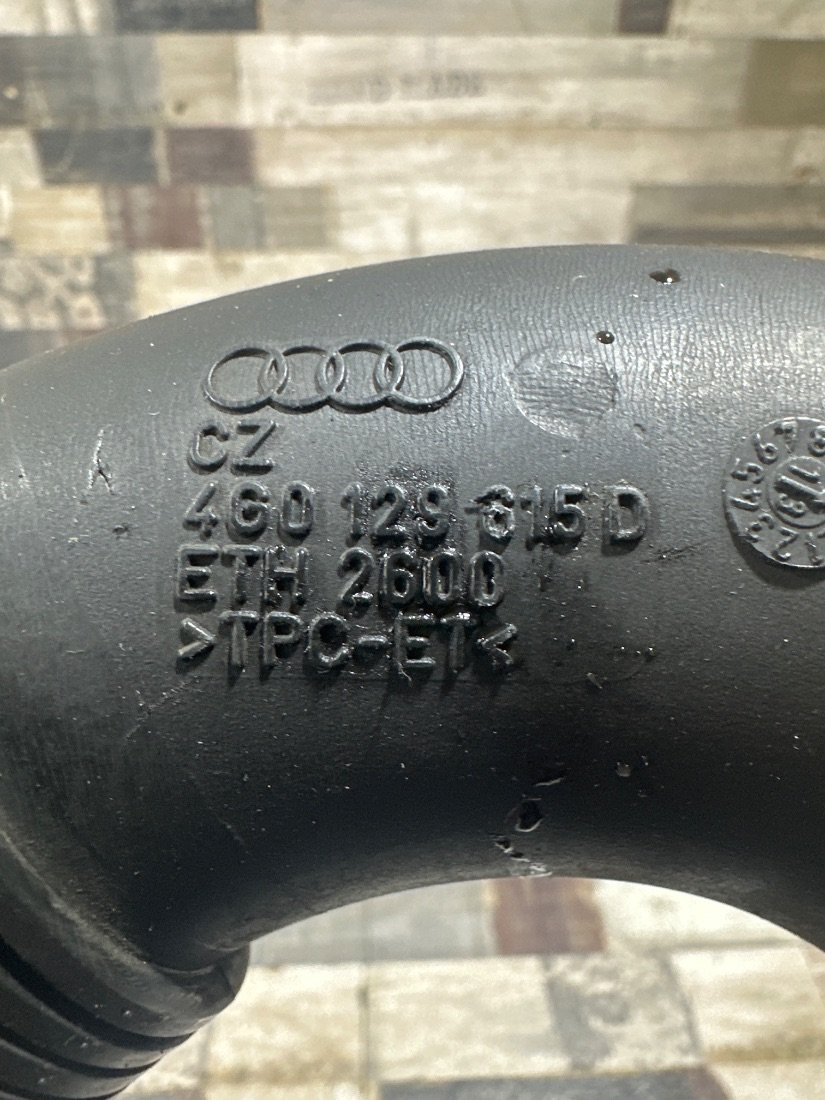 CZ
4G0 129 615 D
ETH 2600
>TPC-ET<